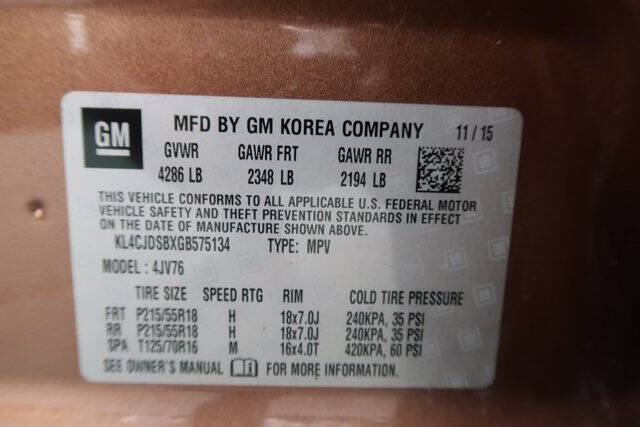 GM MFD BY GM KOREA COMPANY 11 / 15
GVWR GAWR FRT GAWR RR
4286 LB 2348 LB 2194 LB
THIS VEHICLE CONFORMS TO ALL APPLICABLE U.S. FEDERAL MOTOR
VEHICLE SAFETY AND THEFT PREVENTION STANDARDS IN EFFECT
ON THE DATE OF MANUFACTURE SHOWN ABOVE.
KL4CJDSBXGB575134 TYPE: MPV
MODEL: 4JV76
TIRE SIZE SPEED RTG RIM COLD TIRE PRESSURE
FRT P215/55R18 H 18x7.0J 240KPA, 35 PSI
RR P215/55R18 H 18x7.0J 240KPA, 35 PSI
SPA T125/70R16 M 16x4.0T 420KPA, 60 PSI
SEE OWNER'S MANUAL FOR MORE INFORMATION.